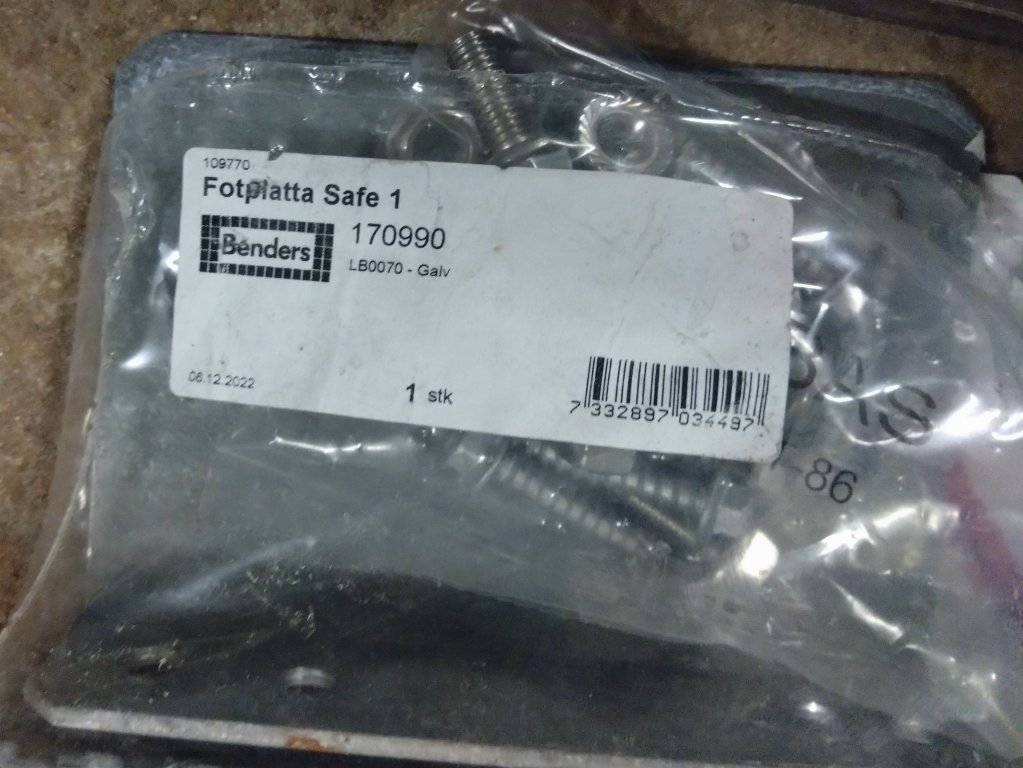 109770
Fotplatta Safe 1
Benders
170990
LB0070 - Galv
06.12.2022
1 stk
7 332897 034497
86